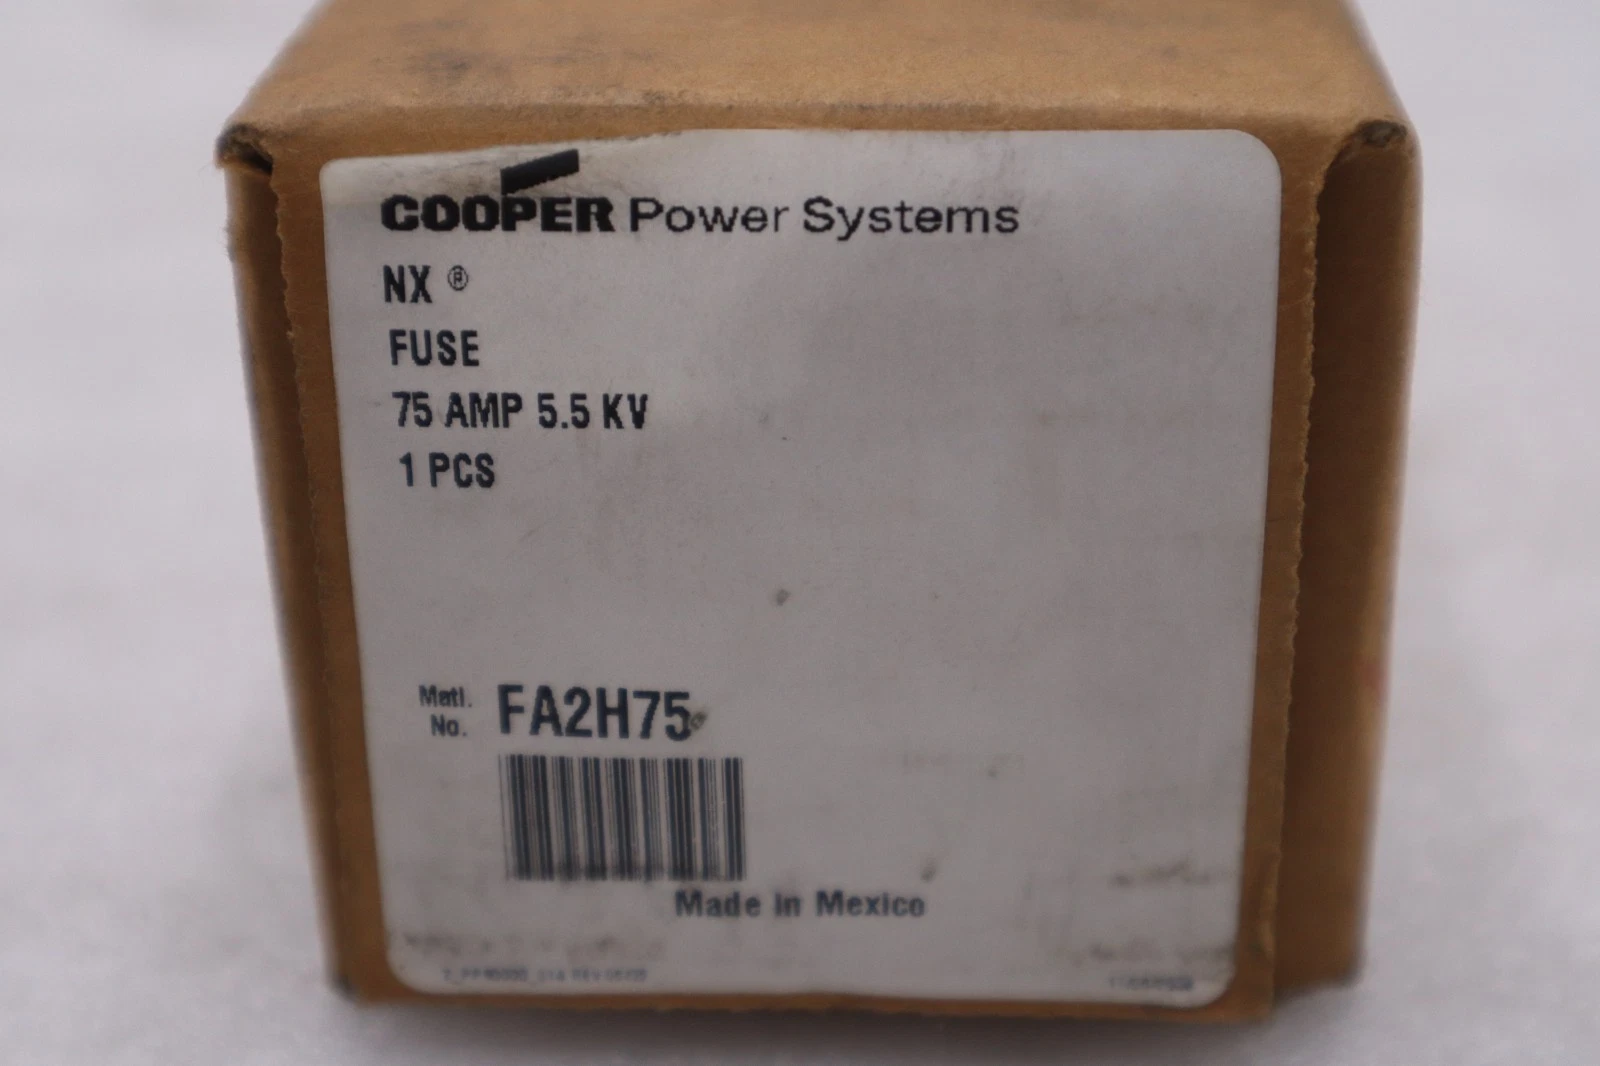 COOPER Power Systems
NX ®
FUSE
75 AMP 5.5 KV
1 PCS
Matl.
No. FA2H75
Made in Mexico